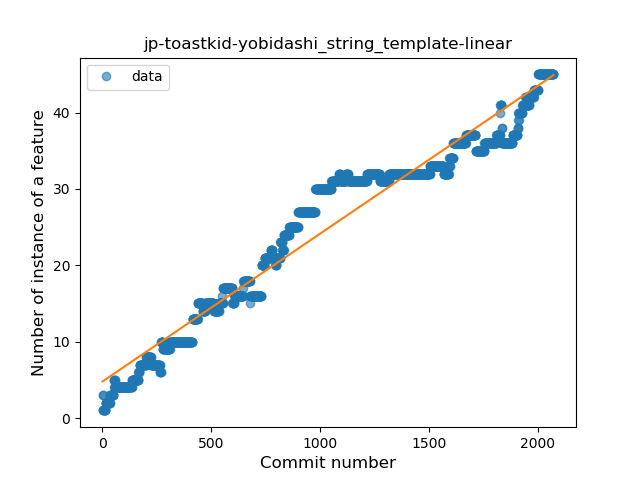 jp-toastkid-yobidashi_string_template-linear
data
Number of instance of a feature
40
30
20
10
0
0 500 1000 1500 2000
Commit number